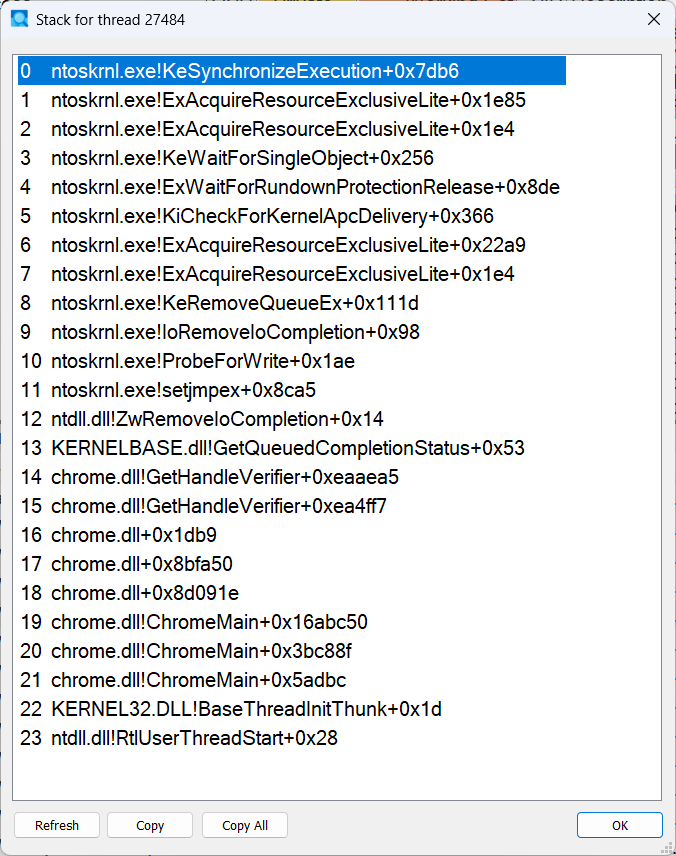 Stack for thread 27484
0 ntoskrnl.exe!KeSynchronizeExecution+0x7db6
1 ntoskrnl.exe!ExAcquireResourceExclusiveLite+0x1e85
2 ntoskrnl.exe!ExAcquireResourceExclusiveLite+0x1e4
3 ntoskrnl.exe!KeWaitForSingleObject+0x256
4 ntoskrnl.exe!ExWaitForRundownProtectionRelease+0x8de
5 ntoskrnl.exe!KiCheckForKernelApcDelivery+0x366
6 ntoskrnl.exe!ExAcquireResourceExclusiveLite+0x22a9
7 ntoskrnl.exe!ExAcquireResourceExclusiveLite+0x1e4
8 ntoskrnl.exe!KeRemoveQueueEx+0x111d
9 ntoskrnl.exe!IoRemoveIoCompletion+0x98
10 ntoskrnl.exe!ProbeForWrite+0x1ae
11 ntoskrnl.exe!setjmpex+0x8ca5
12 ntdll.dll!ZwRemoveIoCompletion+0x14
13 KERNELBASE.dll!GetQueuedCompletionStatus+0x53
14 chrome.dll!GetHandleVerifier+0xeaaea5
15 chrome.dll!GetHandleVerifier+0xea4ff7
16 chrome.dll+0x1db9
17 chrome.dll+0x8bfa50
18 chrome.dll+0x8d091e
19 chrome.dll!ChromeMain+0x16abc50
20 chrome.dll!ChromeMain+0x3bc88f
21 chrome.dll!ChromeMain+0x5adbc
22 KERNEL32.DLL!BaseThreadInitThunk+0x1d
23 ntdll.dll!RtlUserThreadStart+0x28
Refresh Copy Copy All OK